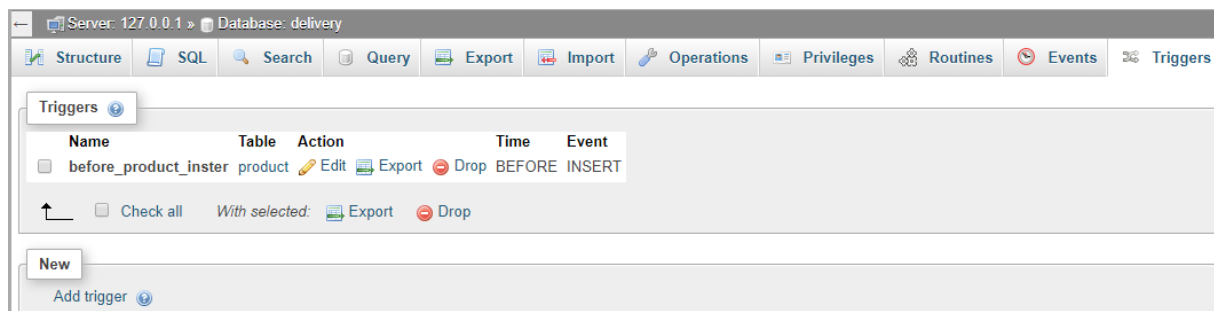 ← Server: 127.0.0.1 » Database: delivery
Structure SQL Search Query Export Import Operations Privileges Routines Events Triggers
Triggers
Name Table Action Time Event
before_product_inster product Edit Export Drop BEFORE INSERT
Check all With selected: Export Drop
New
Add trigger